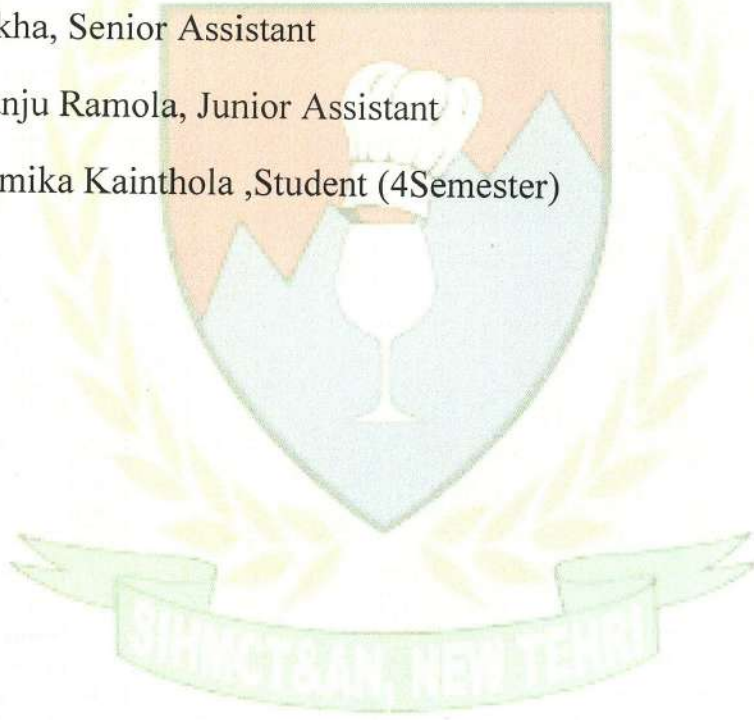 kha, Senior Assistant
nju Ramola, Junior Assistant
mika Kainthola ,Student (4Semester)
SIHMCT&AN, NEW TEHRI